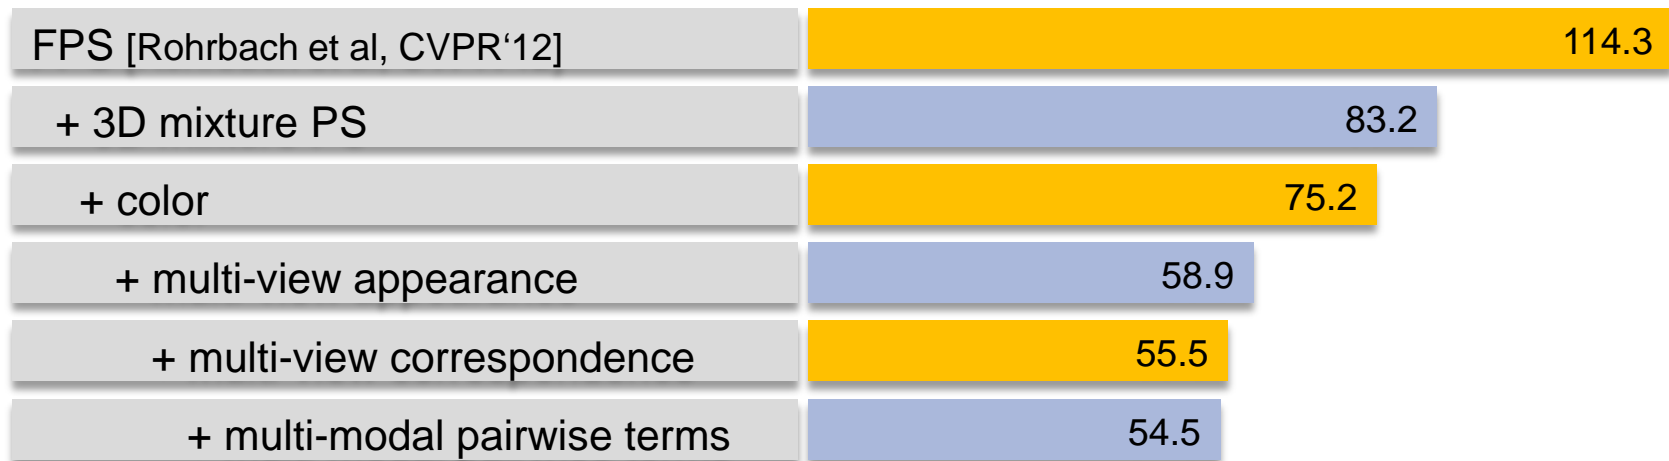 FPS [Rohrbach et al, CVPR‘12] 114.3
+ 3D mixture PS 83.2
+ color 75.2
+ multi-view appearance 58.9
+ multi-view correspondence 55.5
+ multi-modal pairwise terms 54.5